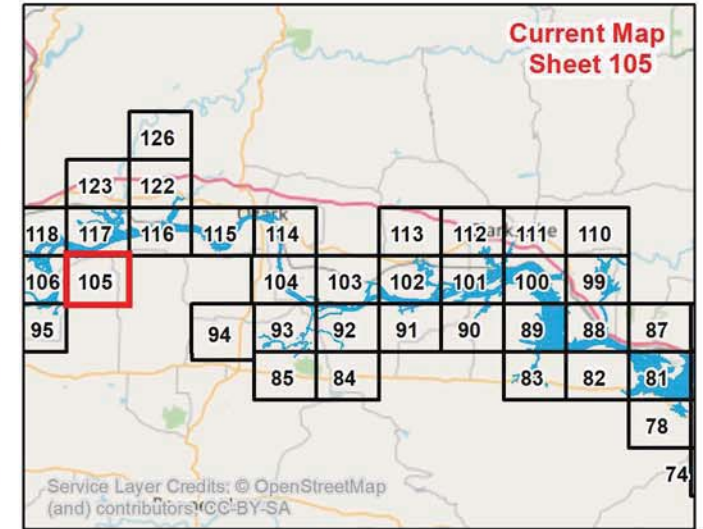 Current Map
Sheet 105
126
123 122
118 117 116 115 114 113 112 111 110
106 105 104 103 102 101 100 99
95 94 93 92 91 90 89 88 87
85 84 83 82 81
78
74
Service Layer Credits: © OpenStreetMap
(and) contributors, CC-BY-SA